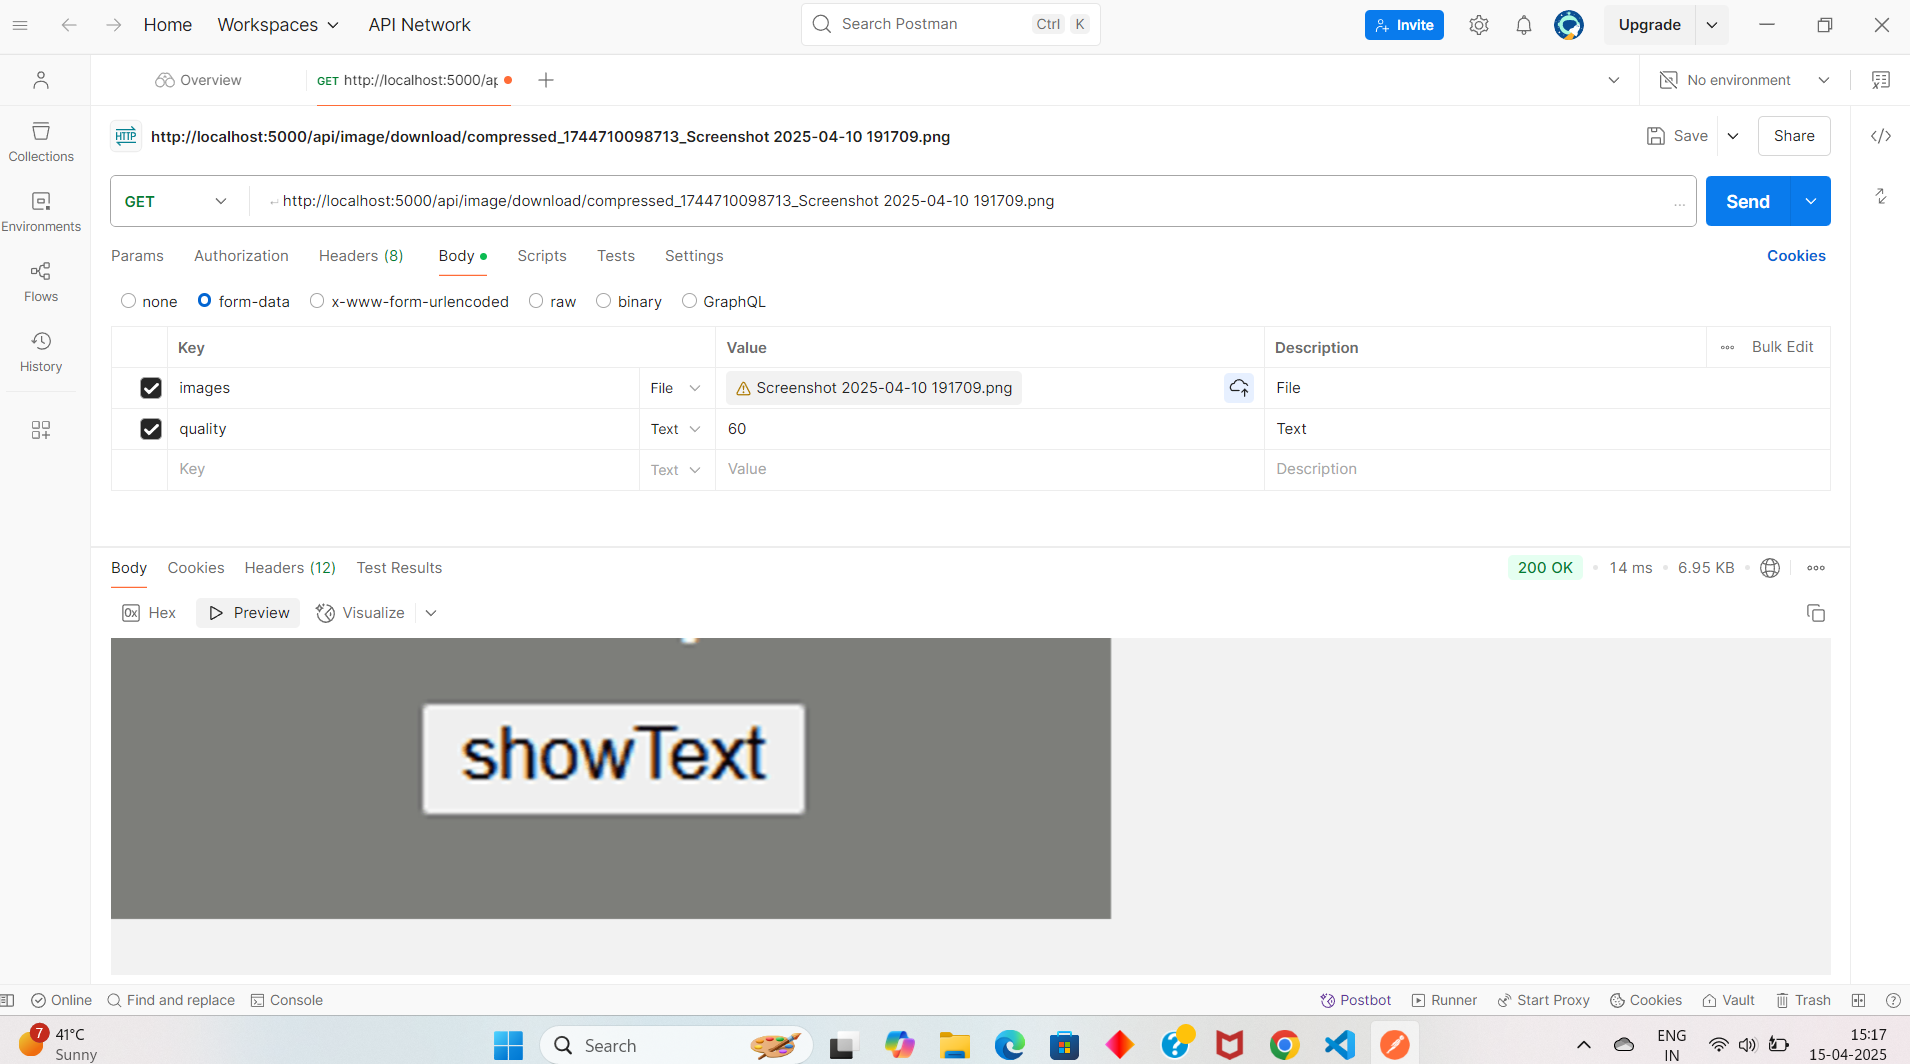 Home
Workspaces
API Network
Search Postman
Ctrl K
Invite
Upgrade
Overview
GET http://localhost:5000/ap
No environment
HTTP
http://localhost:5000/api/image/download/compressed_1744710098713_Screenshot 2025-04-10 191709.png
Save
Share
Collections
Environments
Flows
History
GET
http://localhost:5000/api/image/download/compressed_1744710098713_Screenshot 2025-04-10 191709.png
...
Send
Params
Authorization
Headers (8)
Body
Scripts
Tests
Settings
Cookies
none
form-data
x-www-form-urlencoded
raw
binary
GraphQL
Key Value Description
Bulk Edit
images File Screenshot 2025-04-10 191709.png File
quality Text 60 Text
Key Text Value Description
Body
Cookies
Headers (12)
Test Results
200 OK
14 ms
6.95 KB
0x Hex
Preview
Visualize
showText
Online
Find and replace
Console
Postbot
Runner
Start Proxy
Cookies
Vault
Trash
7
41°C
Sunny
Search
ENG
IN
15:17
15-04-2025